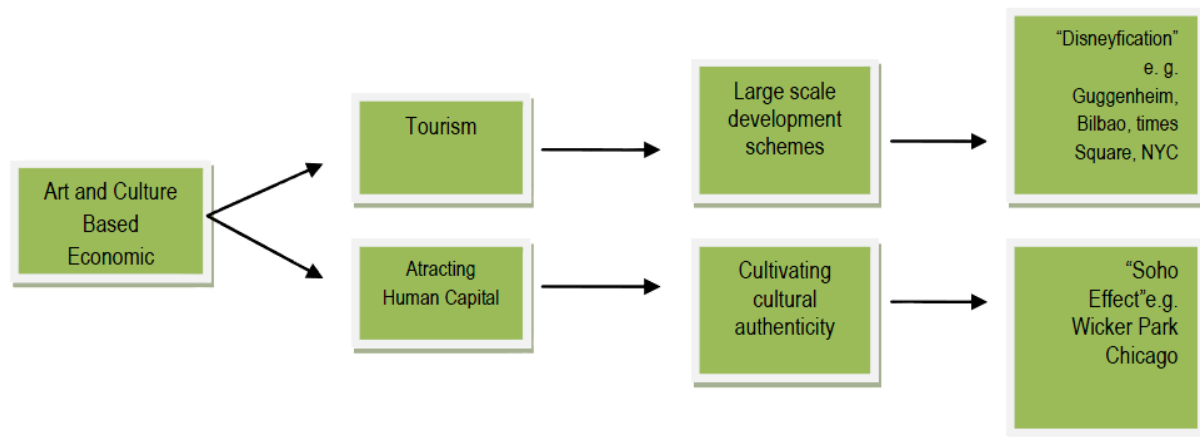 Art and Culture
Based
Economic
Tourism
Large scale
development
schemes
“Disneyfication”
e. g.
Guggenheim,
Bilbao, times
Square, NYC
Atracting
Human Capital
Cultivating
cultural
authenticity
“Soho
Effect”e.g.
Wicker Park
Chicago